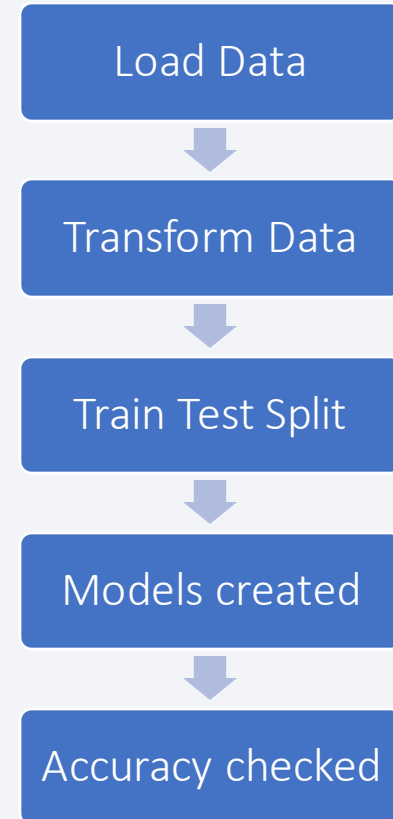 Load Data
Transform Data
Train Test Split
Models created
Accuracy checked